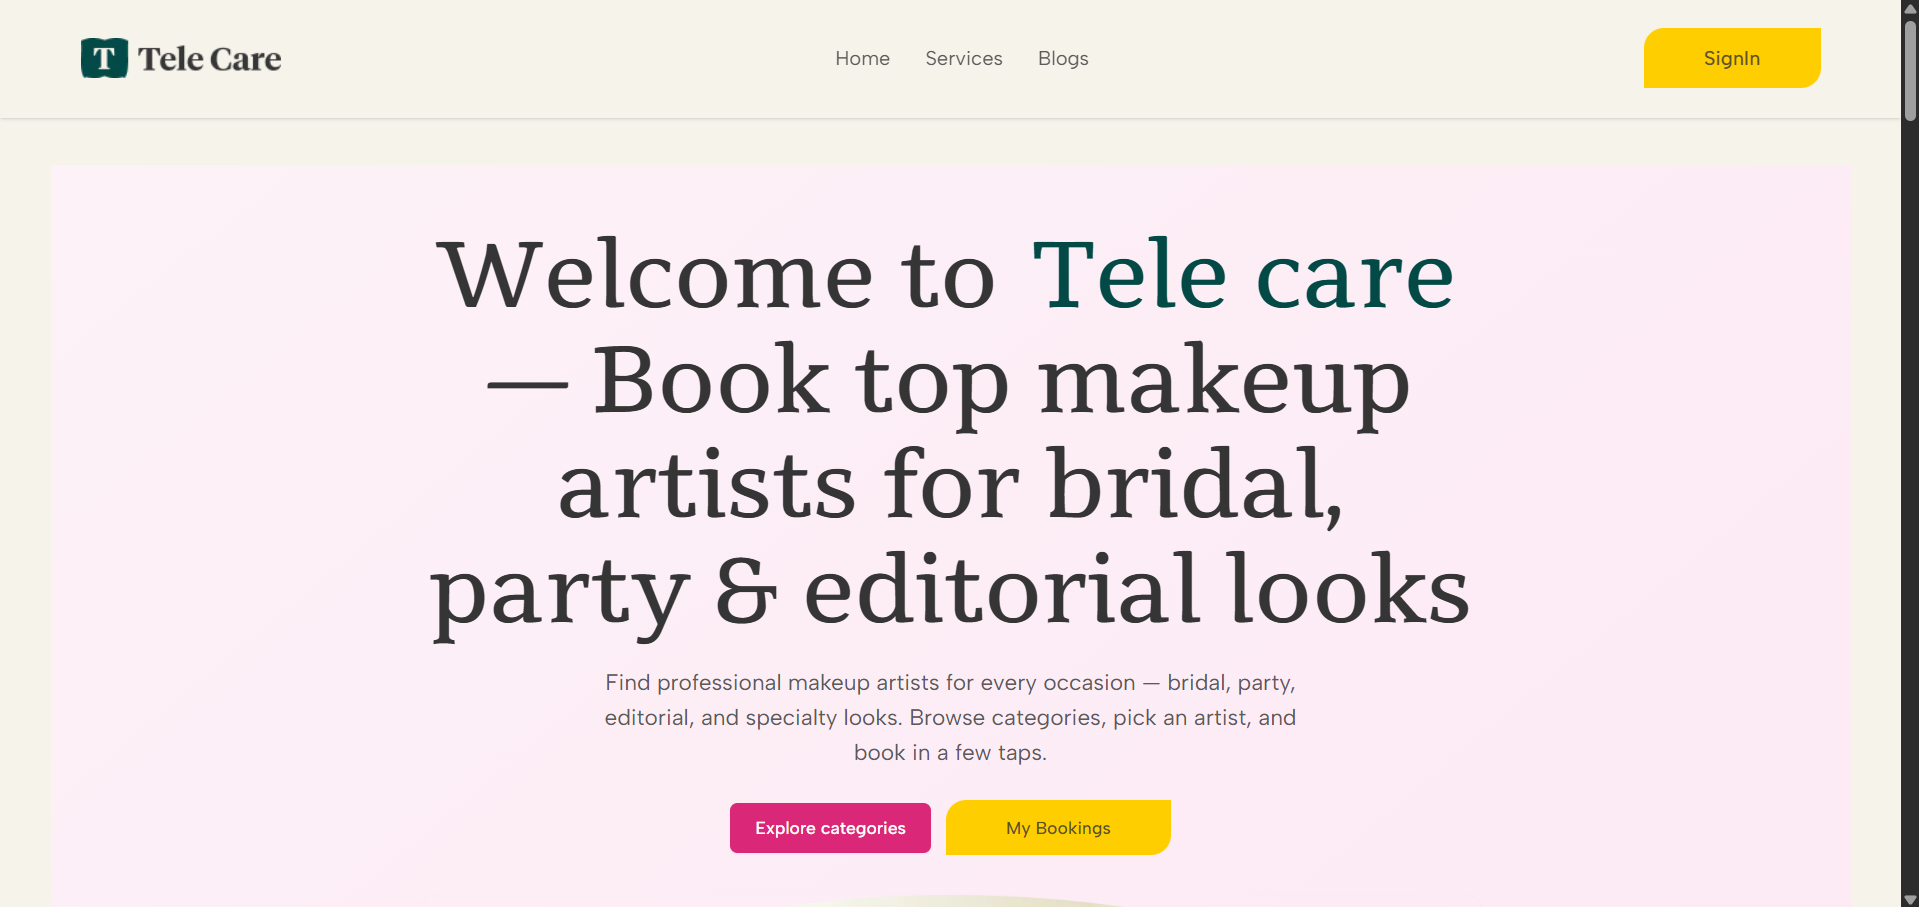 T Tele Care
Home Services Blogs
SignIn
Welcome to Tele care
— Book top makeup
artists for bridal,
party & editorial looks
Find professional makeup artists for every occasion — bridal, party,
editorial, and specialty looks. Browse categories, pick an artist, and
book in a few taps.
Explore categories
My Bookings